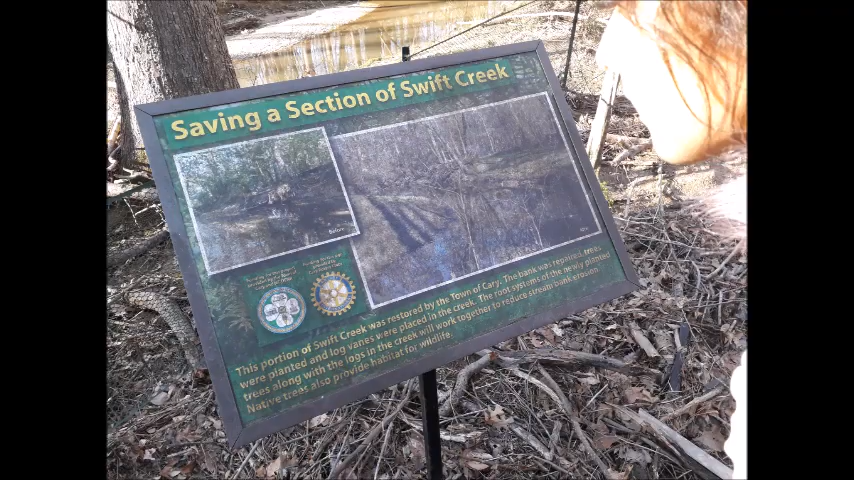 Saving a Section of Swift Creek
Before
This portion of Swift Creek was restored by the Town of Cary. The bank was repaired, trees
were planted and log vanes were placed in the creek. The root systems of the newly planted
trees along with the logs in the creek will work together to reduce stream bank erosion.
Native trees also provide habitat for wildlife.